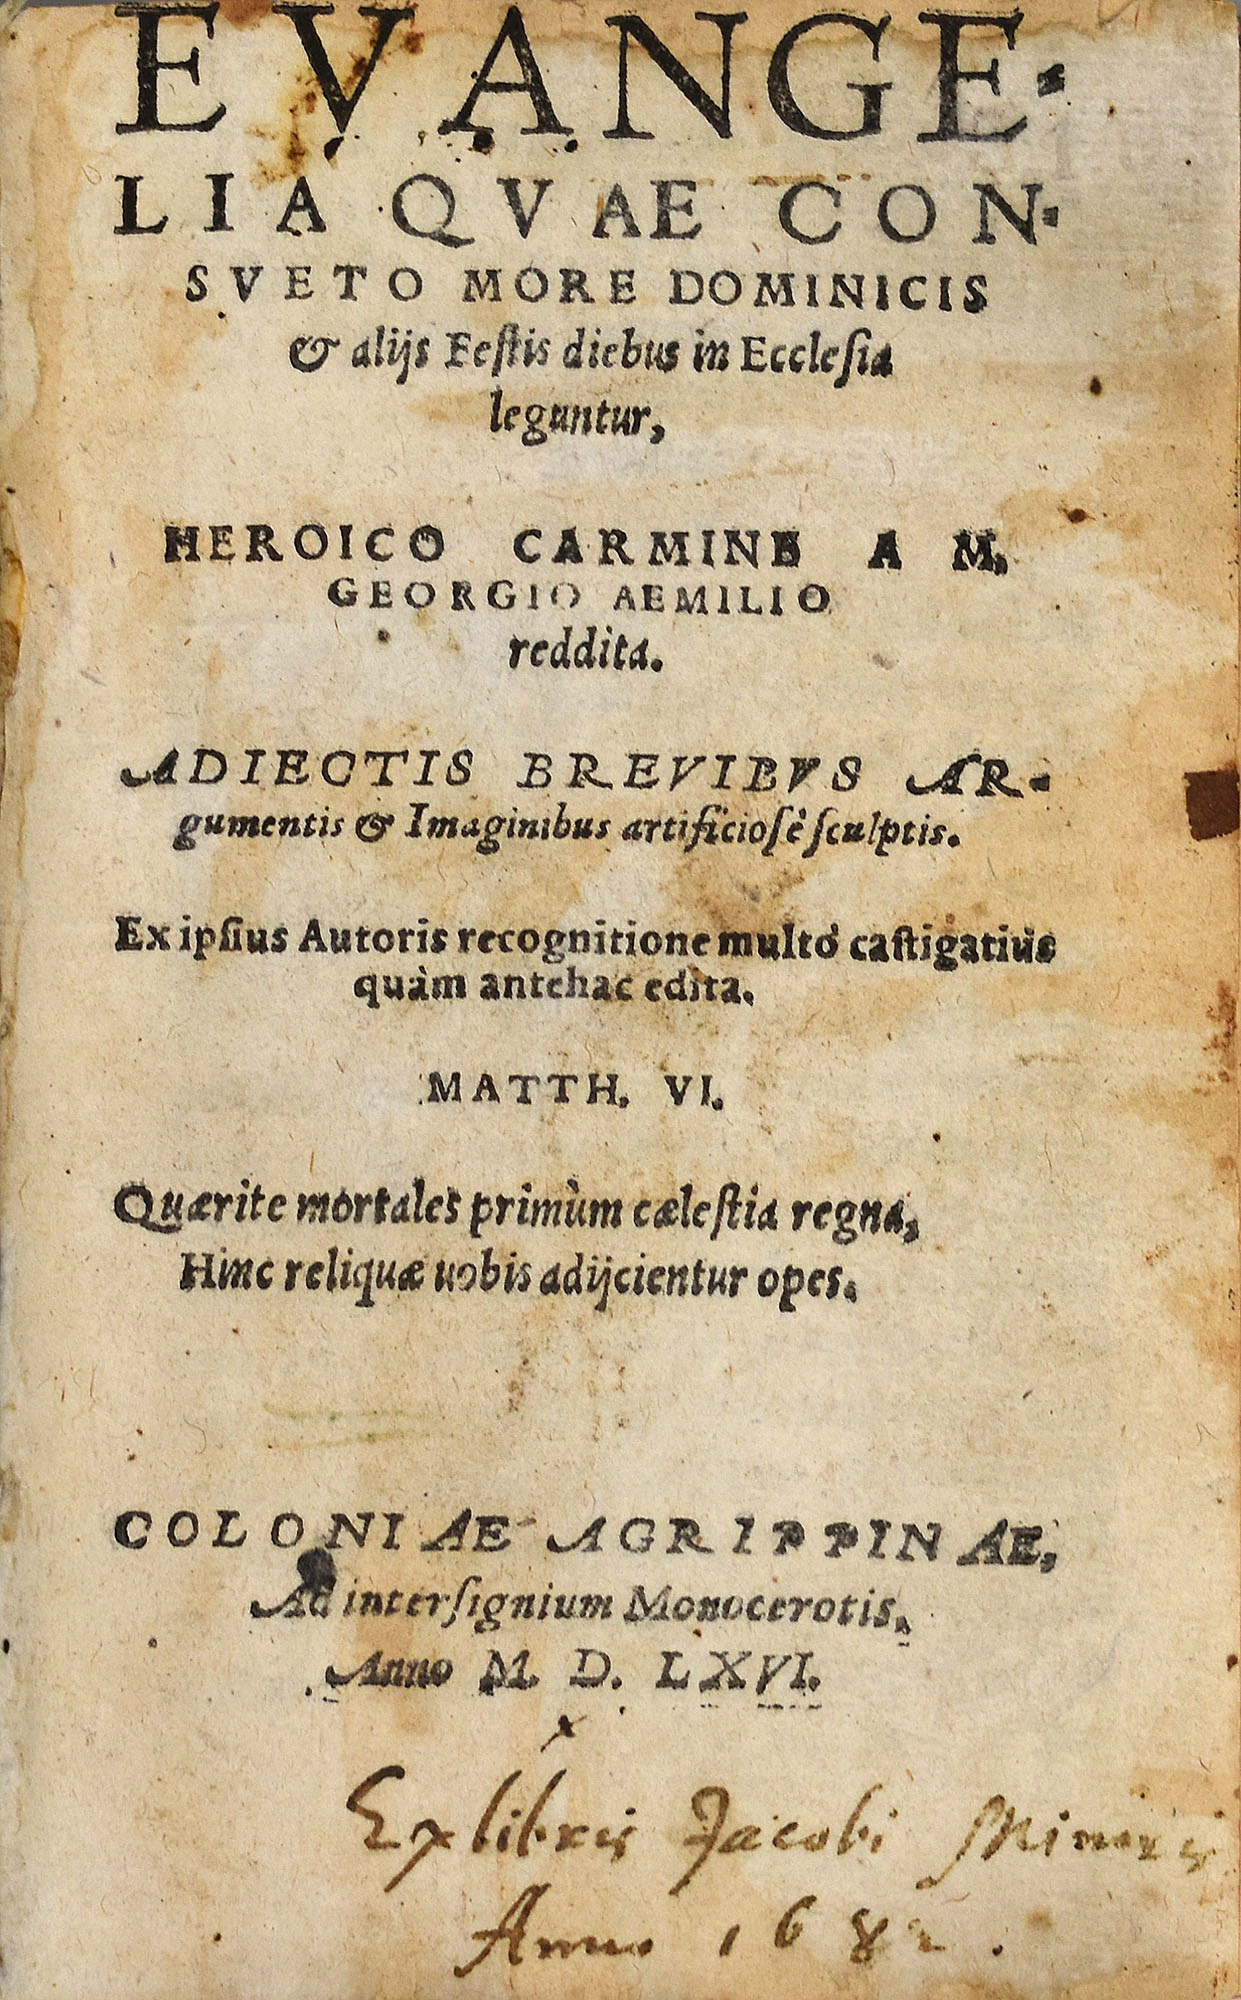 EVANGE-
LIA QVAE CON-
SVETO MORE DOMINICIS
& alijs Festis diebus in Ecclesia
leguntur,
HEROICO CARMINE A M.
GEORGIO AEMILIO
reddita.
ADIECTIS BREVIBVS AR-
gumentis & Imaginibus artificiosè sculptis.
Ex ipsius Autoris recognitione multò castigatiùs
quàm antehac edita.
MATTH. VI.
Quærite mortales primùm cælestia regna,
Hinc reliquæ uobis adijcientur opes.
COLONIAE AGRIPPINAE,
Ad intersignium Monocerotis.
Anno M. D. LXVI.
x
Ex libris Jacobi
Anno 1682.